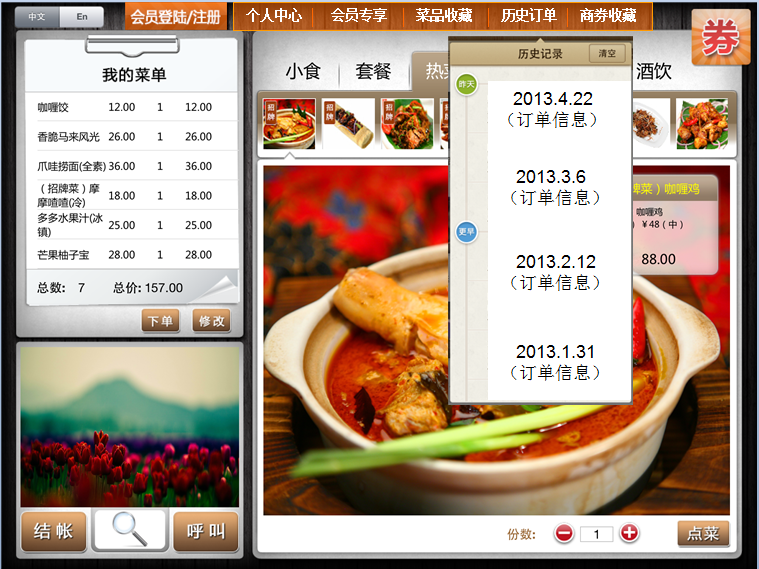 中文 En
会员登陆/注册
个人中心 会员专享 菜品收藏 历史订单 商券收藏
券
我的菜单
咖喱饺 12.00 1 12.00
香脆马来风光 26.00 1 26.00
爪哇捞面(全素) 36.00 1 36.00
（招牌菜）摩
摩喳喳(冷) 18.00 1 18.00
多多水果汁(冰
镇) 25.00 1 25.00
芒果柚子宝 28.00 1 28.00
总数: 7 总价: 157.00
下单 修改
结帐 呼叫
小食 套餐 热 酒饮
招牌
招牌
招牌
历史记录 清空
昨天
2013.4.22
（订单信息）
2013.3.6
（订单信息）
更早
2013.2.12
（订单信息）
2013.1.31
（订单信息）
牌菜）咖喱鸡
咖喱鸡
）￥48（中）
88.00
份数: 1 点菜